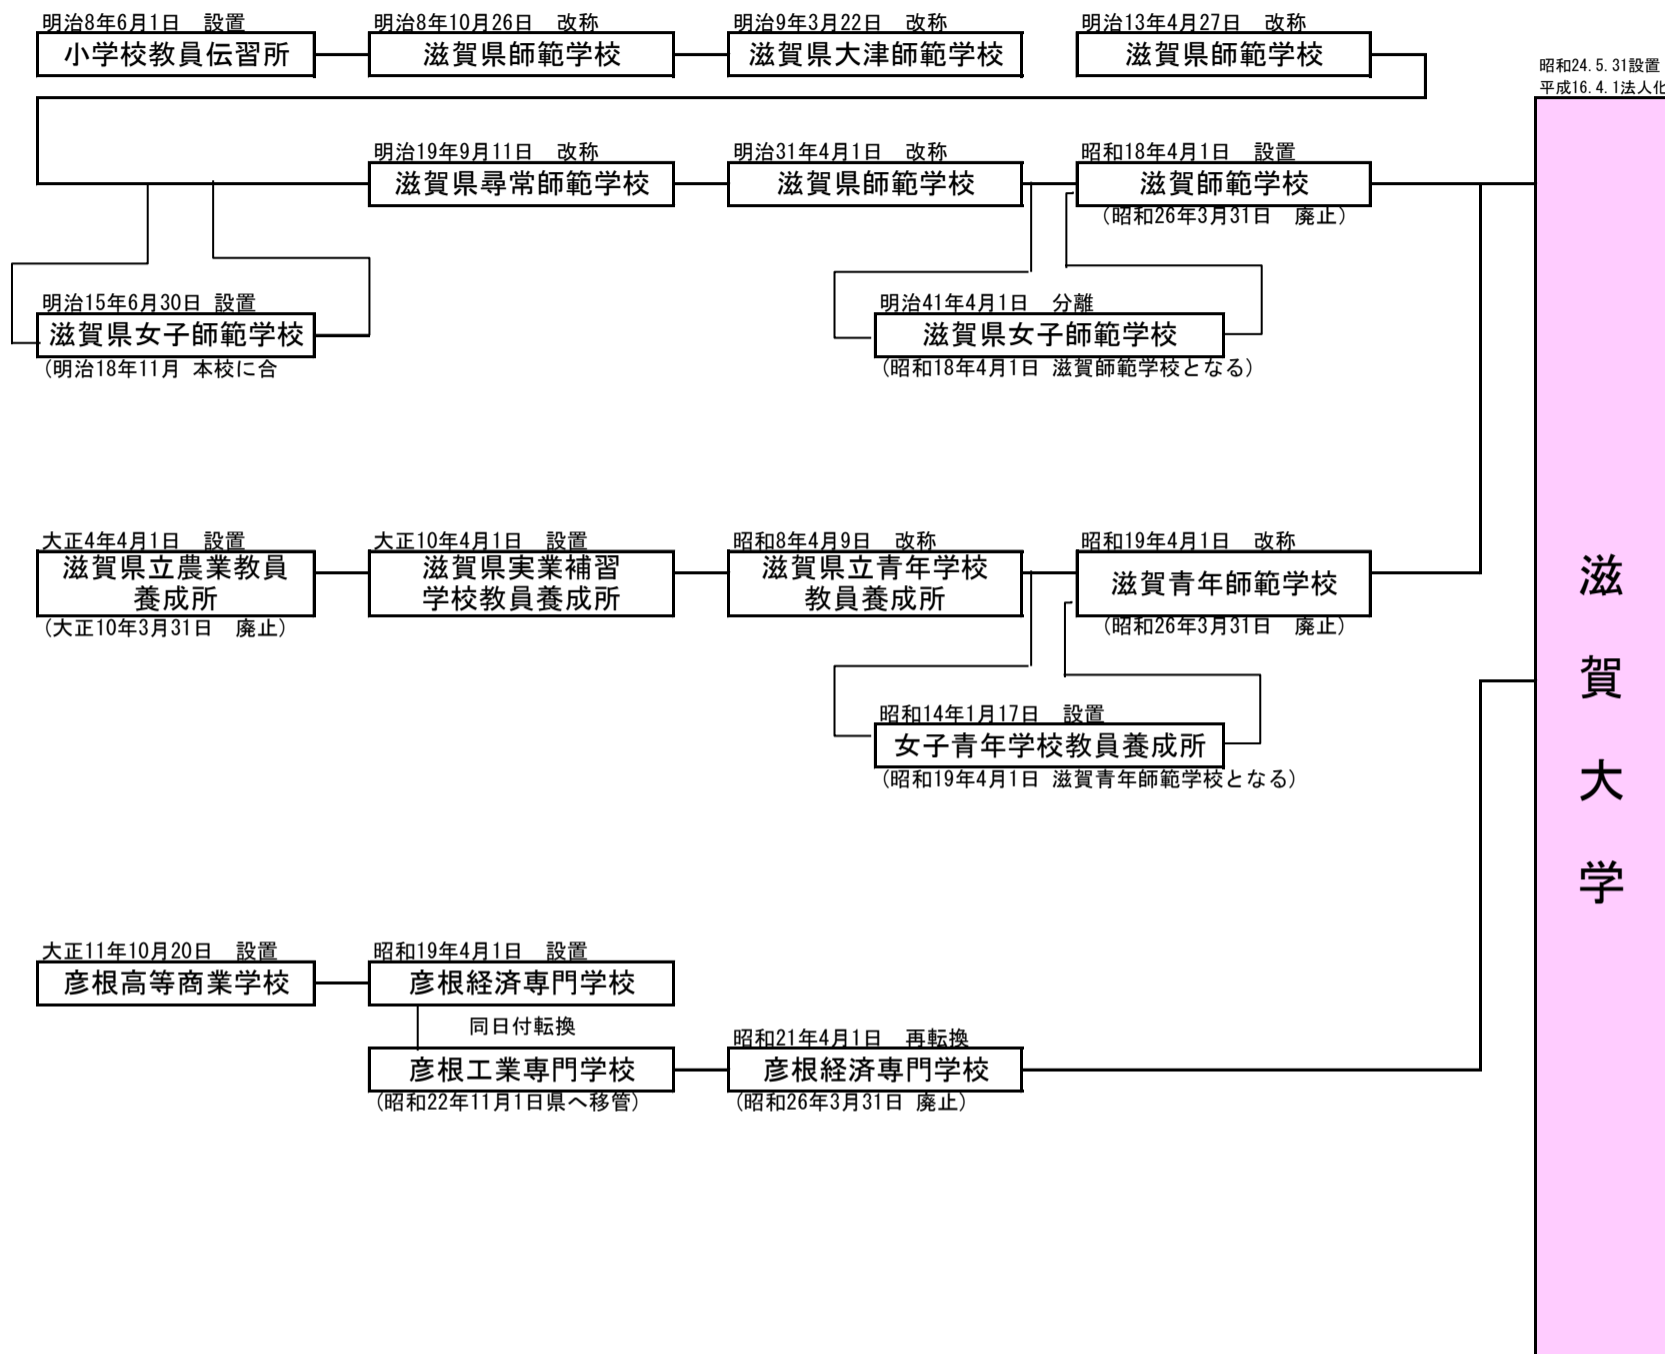 明治8年6月1日　設置
小学校教員伝習所
明治8年10月26日　改称
滋賀県師範学校
明治9年3月22日　改称
滋賀県大津師範学校
明治13年4月27日　改称
滋賀県師範学校
昭和24.5.31設置
平成16.4.1法人化
明治19年9月11日　改称
滋賀県尋常師範学校
明治31年4月1日　改称
滋賀県師範学校
昭和18年4月1日　設置
滋賀師範学校
（昭和26年3月31日　廃止）
明治15年6月30日 設置
滋賀県女子師範学校
（明治18年11月 本校に合
明治41年4月1日　分離
滋賀県女子師範学校
（昭和18年4月1日 滋賀師範学校となる）
大正4年4月1日　設置
滋賀県立農業教員
養成所
（大正10年3月31日　廃止）
大正10年4月1日　設置
滋賀県実業補習
学校教員養成所
昭和8年4月9日　改称
滋賀県立青年学校
教員養成所
昭和19年4月1日　改称
滋賀青年師範学校
（昭和26年3月31日　廃止）
昭和14年1月17日　設置
女子青年学校教員養成所
（昭和19年4月1日 滋賀青年師範学校となる）
大正11年10月20日　設置
彦根高等商業学校
昭和19年4月1日　設置
彦根経済専門学校
同日付転換
彦根工業専門学校
（昭和22年11月1日県へ移管）
昭和21年4月1日　再転換
彦根経済専門学校
（昭和26年3月31日 廃止）
滋賀大学